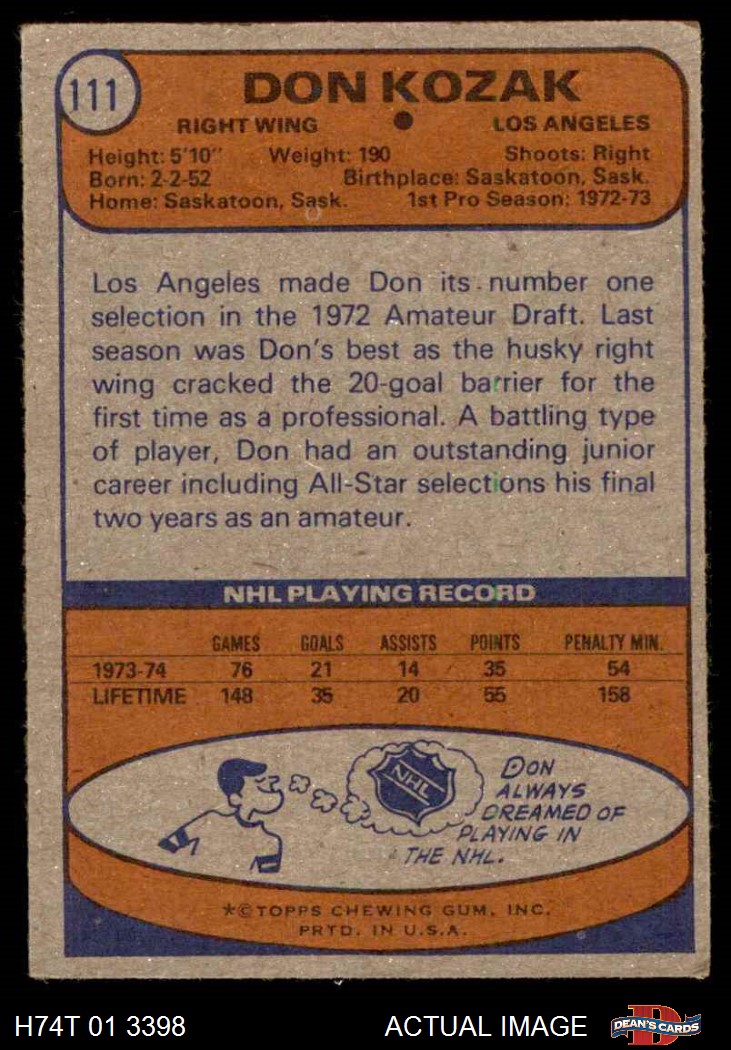 111
DON KOZAK
RIGHT WING LOS ANGELES
Height: 5'10" Weight: 190 Shoots: Right
Born: 2-2-52 Birthplace: Saskatoon, Sask.
Home: Saskatoon, Sask. 1st Pro Season: 1972-73
Los Angeles made Don its number one
selection in the 1972 Amateur Draft. Last
season was Don's best as the husky right
wing cracked the 20-goal barrier for the
first time as a professional. A battling type
of player, Don had an outstanding junior
career including All-Star selections his final
two years as an amateur.
NHL PLAYING RECORD
GAMES GOALS ASSISTS POINTS PENALTY MIN.
1973-74 76 21 14 35 54
LIFETIME 148 35 20 55 158
NHL
DON
ALWAYS
DREAMED OF
PLAYING IN
THE NHL.
*©TOPPS CHEWING GUM, INC.
PRTD. IN U.S.A.
H74T 01 3398 ACTUAL IMAGE
D
DEAN'S CARDS